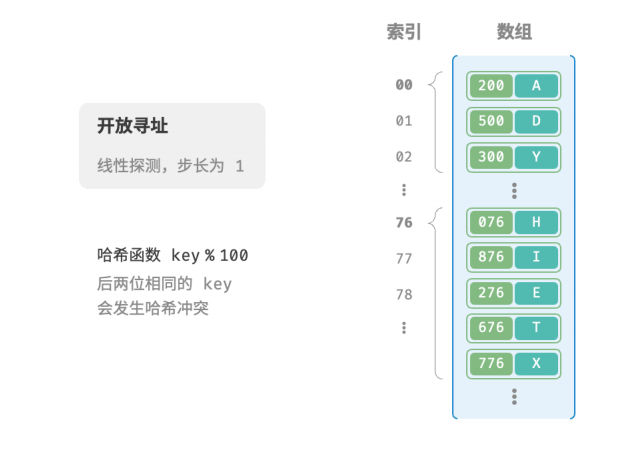 索引 数组
00 200 A
开放寻址
01 500 D
线性探测，步长为 1
02 300 Y
⋮ ⋮
76 076 H
哈希函数 key % 100
77 876 I
后两位相同的 key
78 276 E
会发生哈希冲突
⋮ 676 T
776 X
⋮